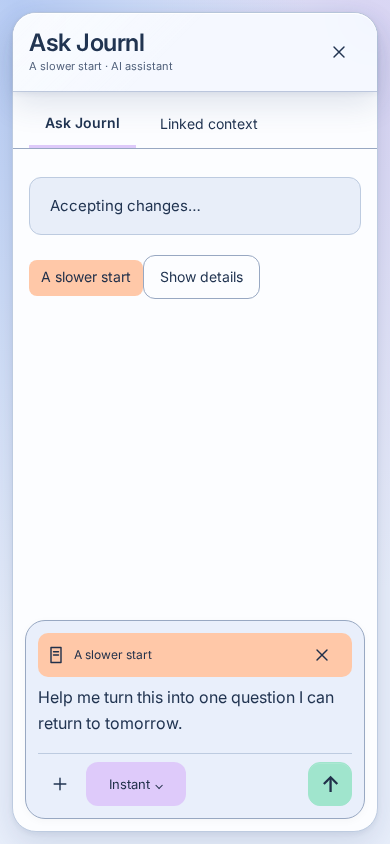 Ask Journl
A slower start · AI assistant
Ask Journl
Linked context
Accepting changes...
A slower start
Show details
A slower start
Help me turn this into one question I can
return to tomorrow.
Instant